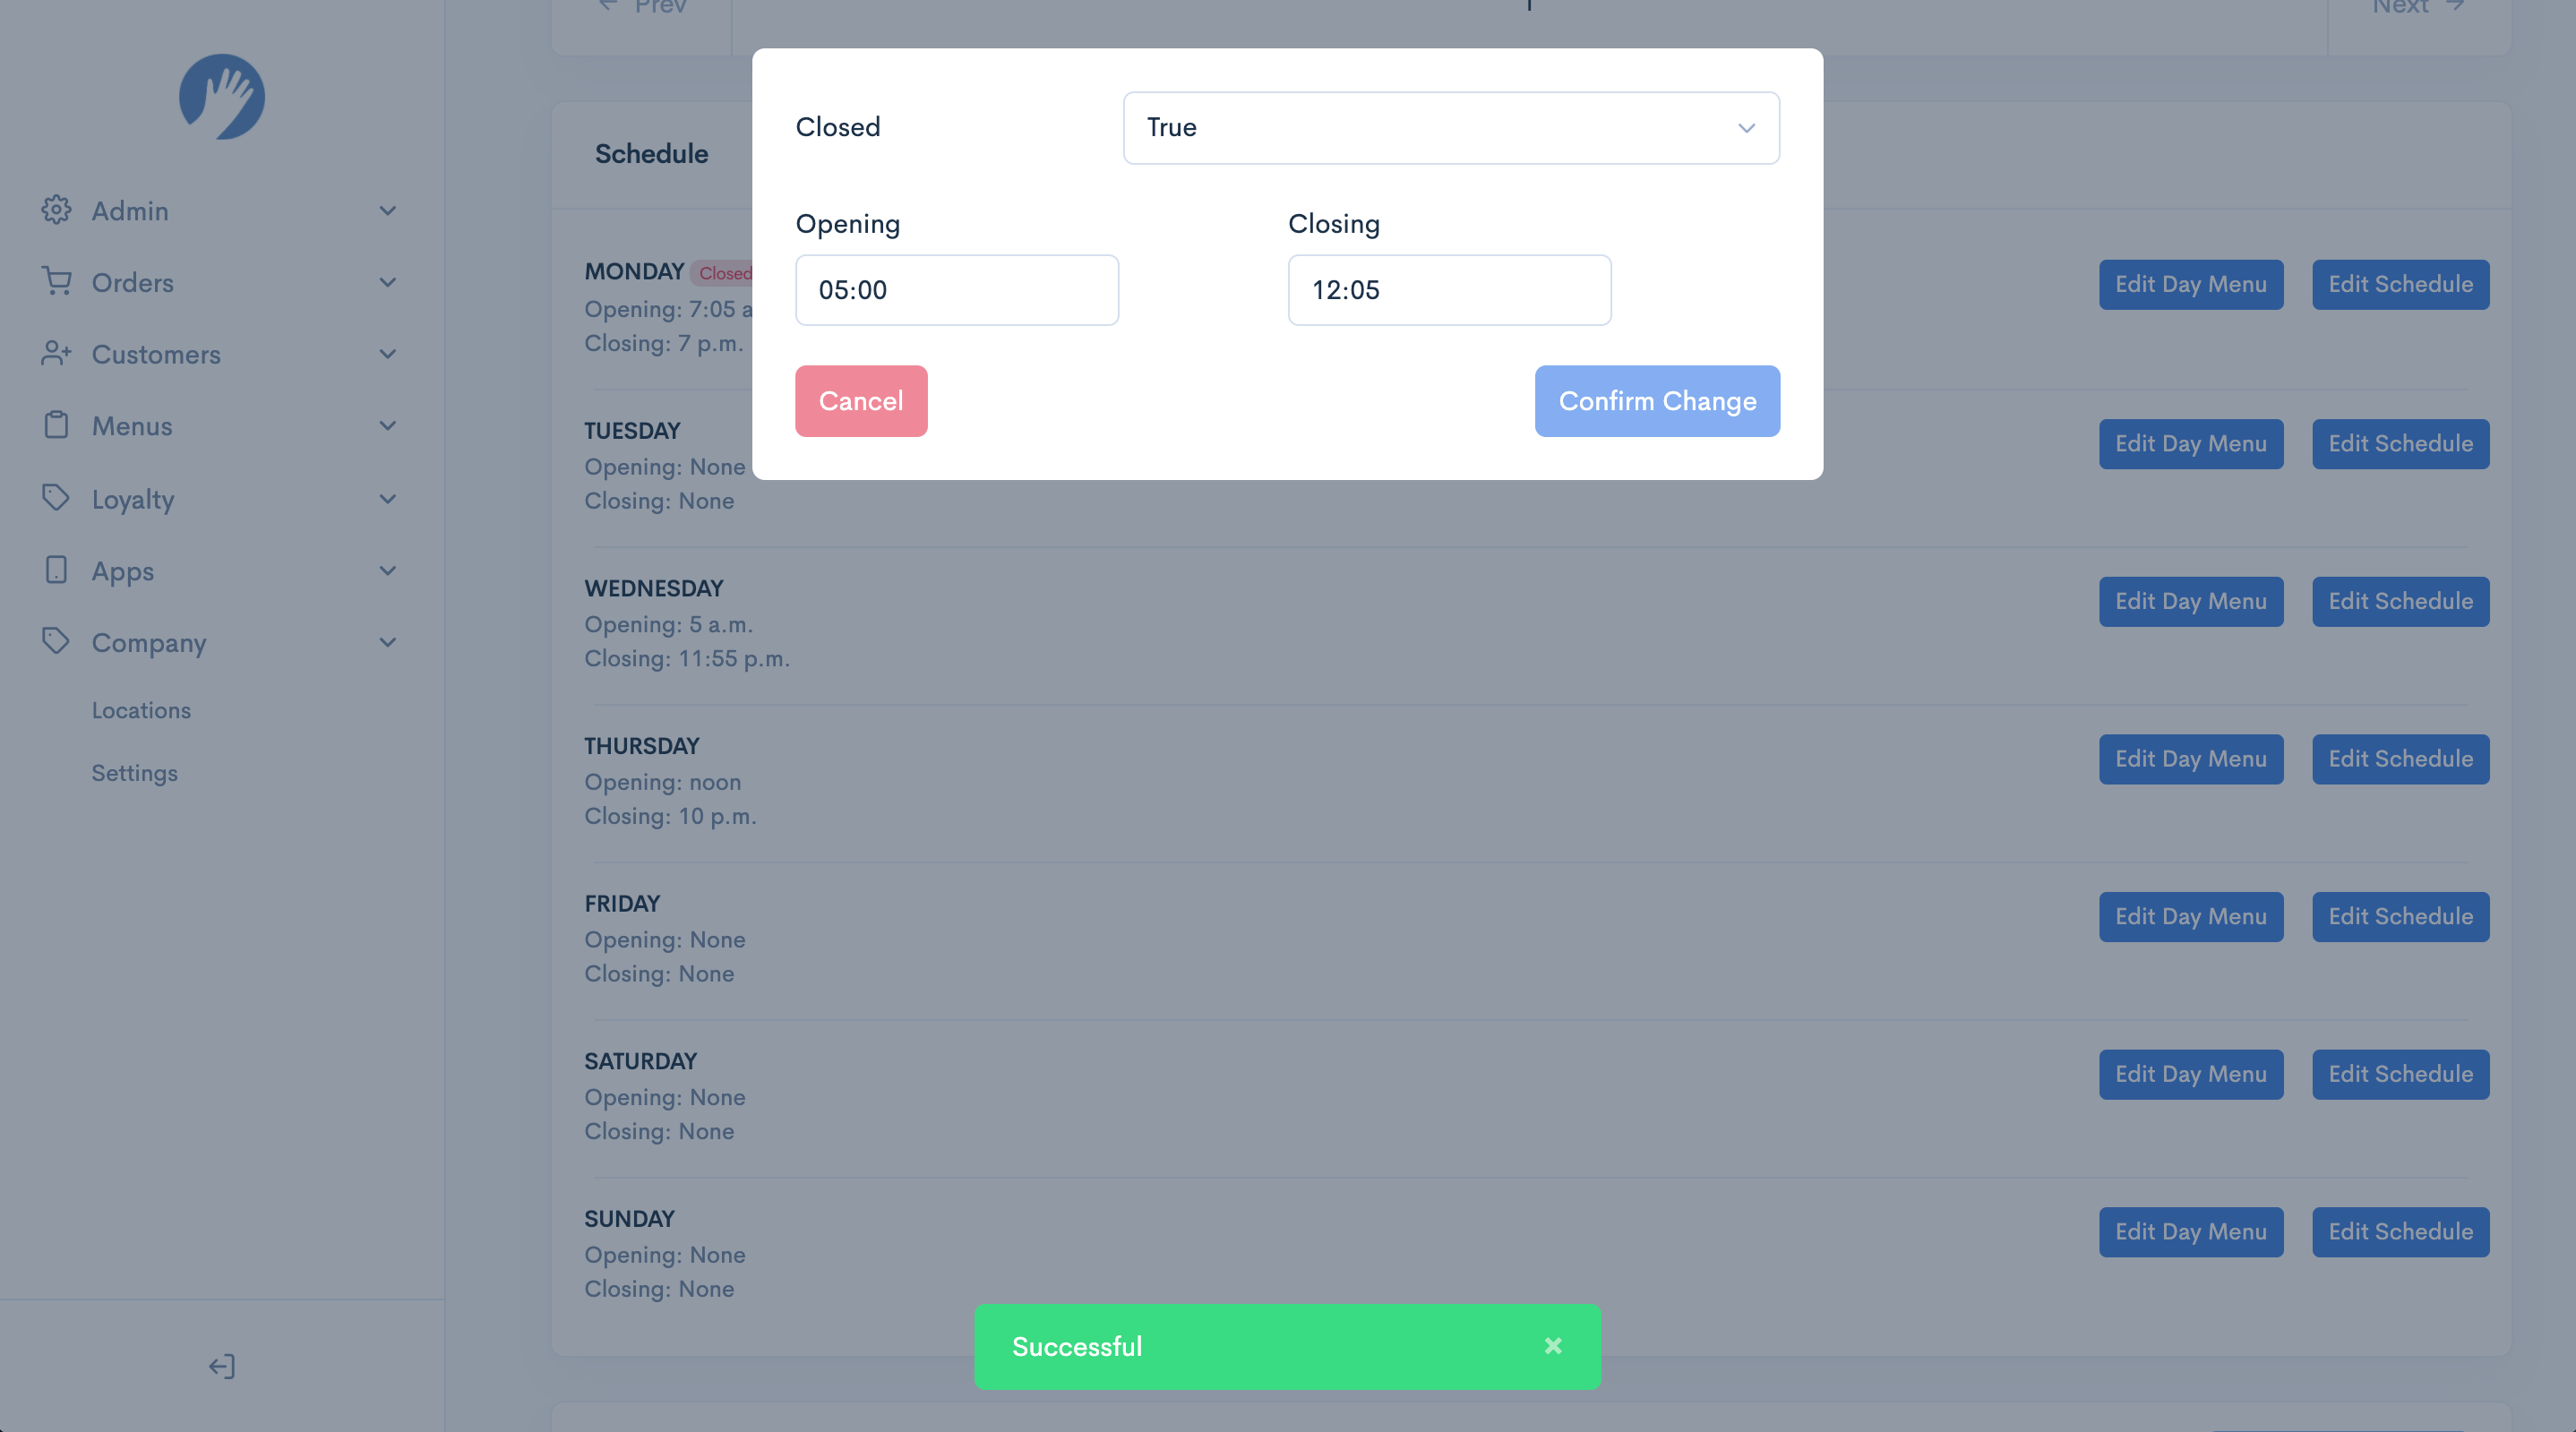 Prev
Next
Admin
Orders
Customers
Menus
Loyalty
Apps
Company
Locations
Settings
Closed
True
Opening
Closing
05:00
12:05
Cancel
Confirm Change
Schedule
MONDAY Closed
Opening: 7:05 a
Closing: 7 p.m.
Edit Day Menu
Edit Schedule
TUESDAY
Opening: None
Closing: None
Edit Day Menu
Edit Schedule
WEDNESDAY
Opening: 5 a.m.
Closing: 11:55 p.m.
Edit Day Menu
Edit Schedule
THURSDAY
Opening: noon
Closing: 10 p.m.
Edit Day Menu
Edit Schedule
FRIDAY
Opening: None
Closing: None
Edit Day Menu
Edit Schedule
SATURDAY
Opening: None
Closing: None
Edit Day Menu
Edit Schedule
SUNDAY
Opening: None
Closing: None
Edit Day Menu
Edit Schedule
Successful